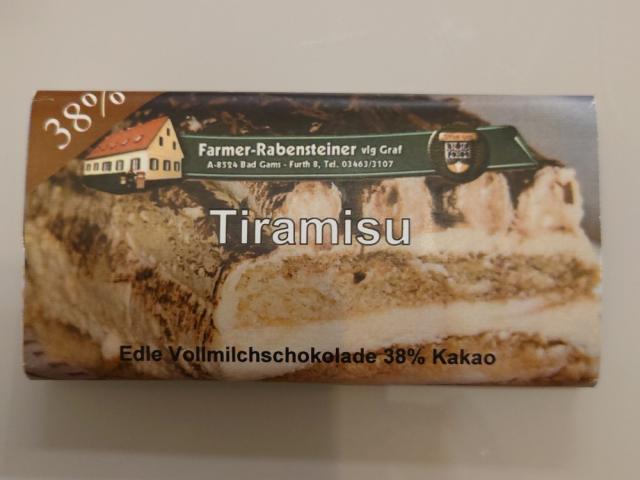 38%
Farmer-Rabensteiner vlg Graf
A-8524 Bad Gams - Furth 8, Tel. 03463/3107
Tiramisu
Edle Vollmilchschokolade 38% Kakao